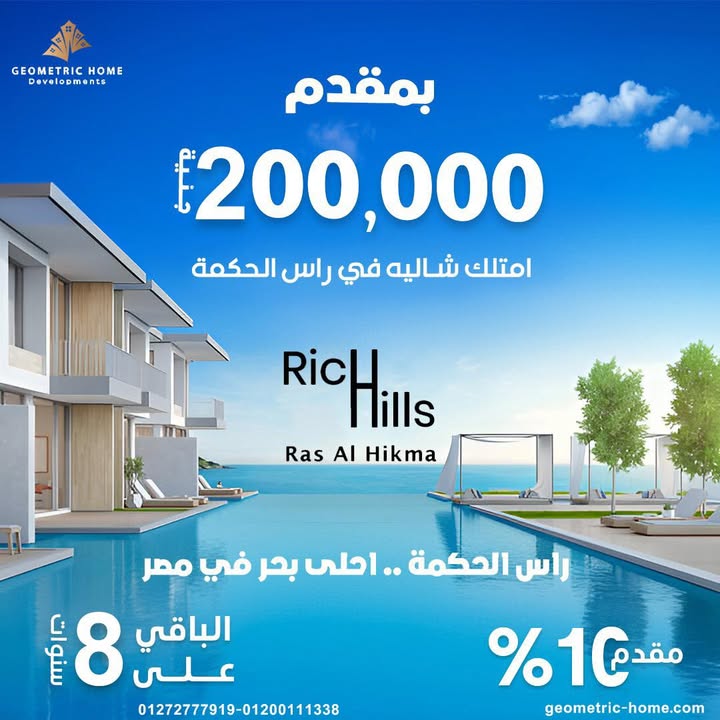 GEOMETRIC HOME
Developments
بمقدم
200,000 جنيه
امتلك شاليه في راس الحكمة
Rich Hills
Ras Al Hikma
راس الحكمة .. احلى بحر في مصر
مقدم 10%
الباقي على 8 سنوات
01272777919-01200111338
geometric-home.com